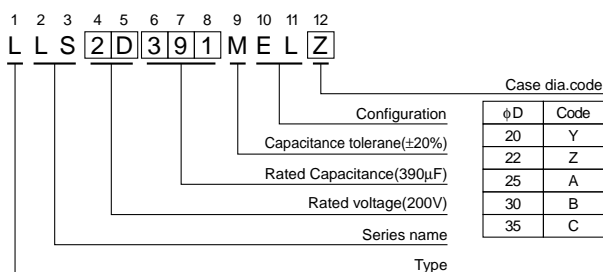 1 2 3 4 5 6 7 8 9 10 11 12
L L S 2 D 3 9 1 M E L Z
Case dia.code
Configuration
Capacitance tolerane(±20%)
Rated Capacitance(390µF)
Rated voltage(200V)
Series name
Type
ϕD Code
20 Y
22 Z
25 A
30 B
35 C